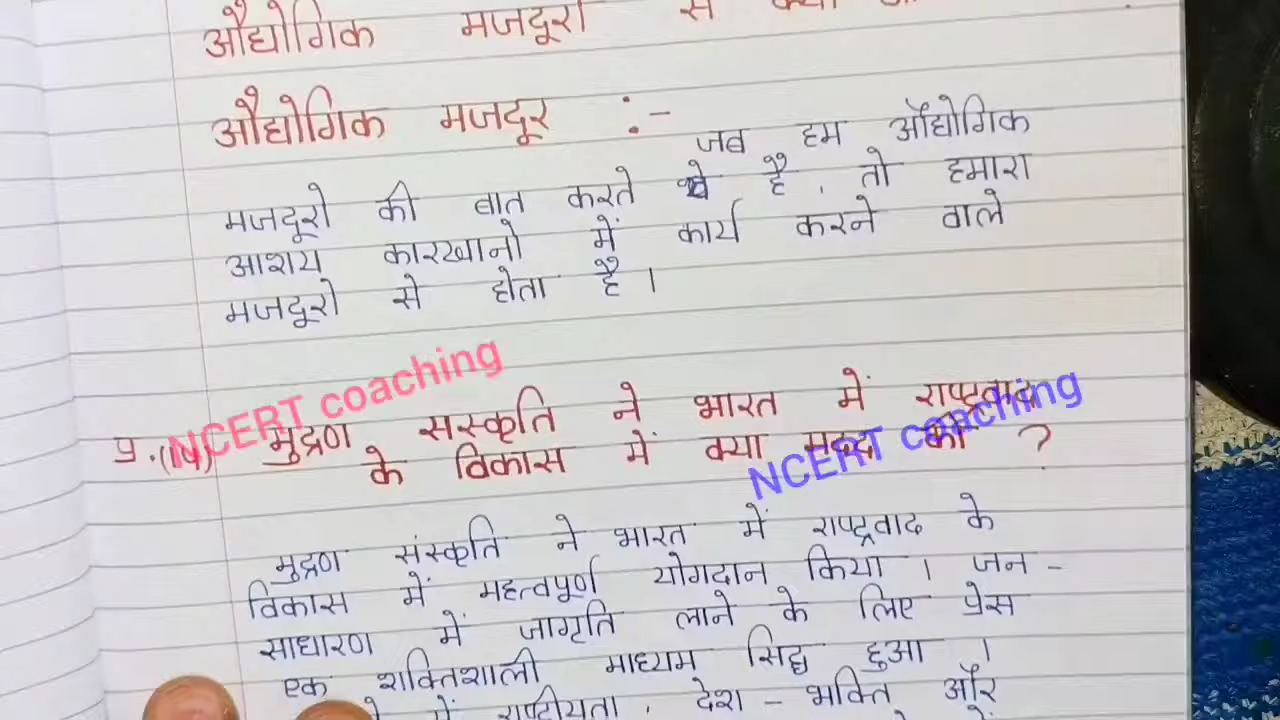 औद्योगिक मजदूरों से क्या
औद्योगिक मजदूर :-
जब हम औद्योगिक
मजदूरो की बात करते है , तो हमारा
आशय कारखानो में कार्य करने वाले
मजदूरो से होता है ।
NCERT coaching
प्र.(14) मुद्रण संस्कृति ने भारत में राष्ट्रवाद
के विकास में क्या मदद की ?
NCERT coaching
मुद्रण संस्कृति ने भारत में राष्ट्रवाद के
विकास में महत्वपूर्ण योगदान किया । जन -
साधारण में जागृति लाने के लिए प्रेस
एक शक्तिशाली माध्यम सिद्ध हुआ ।
में राष्ट्रीयता , देश - भक्ति और